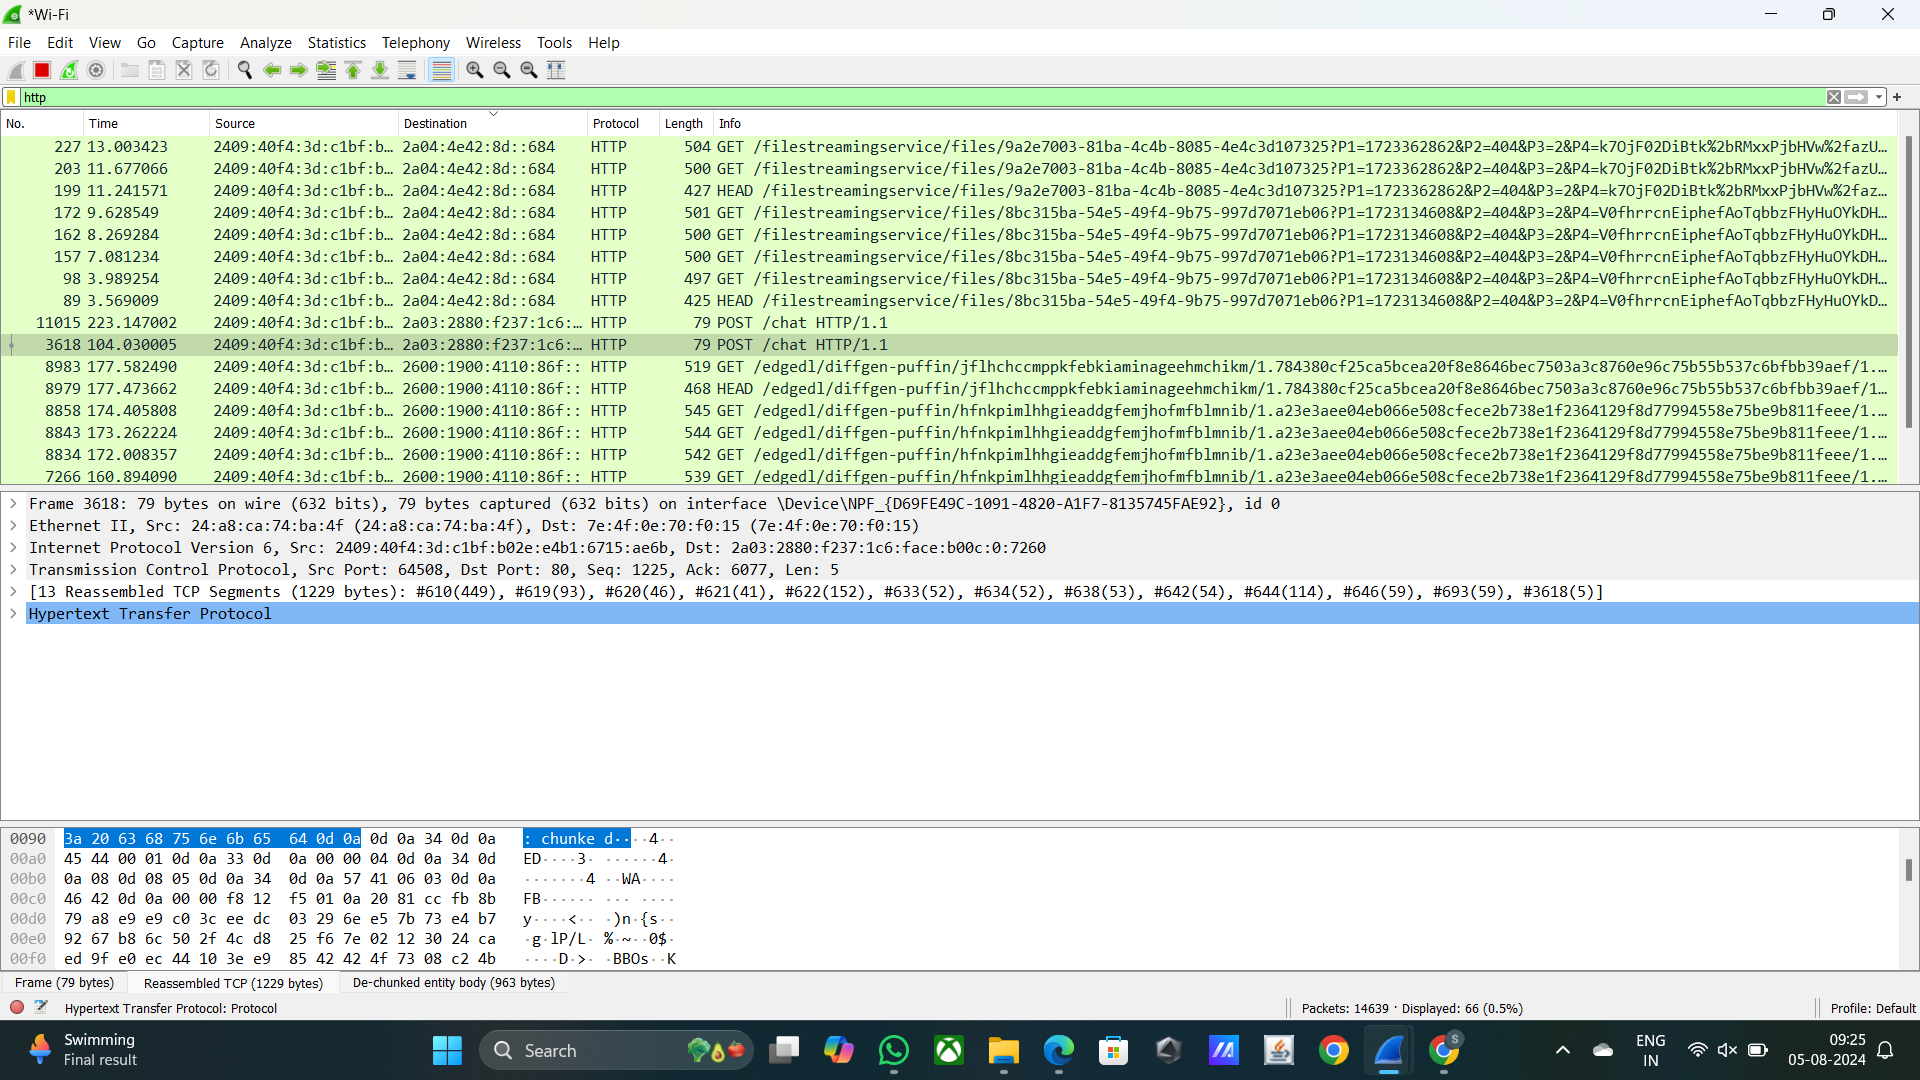 *Wi-Fi
File Edit View Go Capture Analyze Statistics Telephony Wireless Tools Help
http
No. Time Source Destination Protocol Length Info
227 13.003423 2409:40f4:3d:c1bf:b… 2a04:4e42:8d::684 HTTP 504 GET /filestreamingservice/files/9a2e7003-81ba-4c4b-8085-4e4c3d107325?P1=1723362862&P2=404&P3=2&P4=k7OjF02DiBtk%2bRMxxPjbHVw%2fazU…
203 11.677066 2409:40f4:3d:c1bf:b… 2a04:4e42:8d::684 HTTP 500 GET /filestreamingservice/files/9a2e7003-81ba-4c4b-8085-4e4c3d107325?P1=1723362862&P2=404&P3=2&P4=k7OjF02DiBtk%2bRMxxPjbHVw%2fazU…
199 11.241571 2409:40f4:3d:c1bf:b… 2a04:4e42:8d::684 HTTP 427 HEAD /filestreamingservice/files/9a2e7003-81ba-4c4b-8085-4e4c3d107325?P1=1723362862&P2=404&P3=2&P4=k7OjF02DiBtk%2bRMxxPjbHVw%2faz…
172 9.628549 2409:40f4:3d:c1bf:b… 2a04:4e42:8d::684 HTTP 501 GET /filestreamingservice/files/8bc315ba-54e5-49f4-9b75-997d7071eb06?P1=1723134608&P2=404&P3=2&P4=V0fhrrcnEiphefAoTqbbzFHyHuOYkDH…
162 8.269284 2409:40f4:3d:c1bf:b… 2a04:4e42:8d::684 HTTP 500 GET /filestreamingservice/files/8bc315ba-54e5-49f4-9b75-997d7071eb06?P1=1723134608&P2=404&P3=2&P4=V0fhrrcnEiphefAoTqbbzFHyHuOYkDH…
157 7.081234 2409:40f4:3d:c1bf:b… 2a04:4e42:8d::684 HTTP 500 GET /filestreamingservice/files/8bc315ba-54e5-49f4-9b75-997d7071eb06?P1=1723134608&P2=404&P3=2&P4=V0fhrrcnEiphefAoTqbbzFHyHuOYkDH…
98 3.989254 2409:40f4:3d:c1bf:b… 2a04:4e42:8d::684 HTTP 497 GET /filestreamingservice/files/8bc315ba-54e5-49f4-9b75-997d7071eb06?P1=1723134608&P2=404&P3=2&P4=V0fhrrcnEiphefAoTqbbzFHyHuOYkDH…
89 3.569009 2409:40f4:3d:c1bf:b… 2a04:4e42:8d::684 HTTP 425 HEAD /filestreamingservice/files/8bc315ba-54e5-49f4-9b75-997d7071eb06?P1=1723134608&P2=404&P3=2&P4=V0fhrrcnEiphefAoTqbbzFHyHuOYkD…
11015 223.147002 2409:40f4:3d:c1bf:b… 2a03:2880:f237:1c6:… HTTP 79 POST /chat HTTP/1.1
3618 104.030005 2409:40f4:3d:c1bf:b… 2a03:2880:f237:1c6:… HTTP 79 POST /chat HTTP/1.1
8983 177.582490 2409:40f4:3d:c1bf:b… 2600:1900:4110:86f:: HTTP 519 GET /edgedl/diffgen-puffin/jflhchccmppkfebkiaminageehmchikm/1.784380cf25ca5bcea20f8e8646bec7503a3c8760e96c75b55b537c6bfbb39aef/1.…
8979 177.473662 2409:40f4:3d:c1bf:b… 2600:1900:4110:86f:: HTTP 468 HEAD /edgedl/diffgen-puffin/jflhchccmppkfebkiaminageehmchikm/1.784380cf25ca5bcea20f8e8646bec7503a3c8760e96c75b55b537c6bfbb39aef/1…
8858 174.405808 2409:40f4:3d:c1bf:b… 2600:1900:4110:86f:: HTTP 545 GET /edgedl/diffgen-puffin/hfnkpimlhhgieaddgfemjhofmfblmnib/1.a23e3aee04eb066e508cfece2b738e1f2364129f8d77994558e75be9b811feee/1.…
8843 173.262224 2409:40f4:3d:c1bf:b… 2600:1900:4110:86f:: HTTP 544 GET /edgedl/diffgen-puffin/hfnkpimlhhgieaddgfemjhofmfblmnib/1.a23e3aee04eb066e508cfece2b738e1f2364129f8d77994558e75be9b811feee/1.…
8834 172.008357 2409:40f4:3d:c1bf:b… 2600:1900:4110:86f:: HTTP 542 GET /edgedl/diffgen-puffin/hfnkpimlhhgieaddgfemjhofmfblmnib/1.a23e3aee04eb066e508cfece2b738e1f2364129f8d77994558e75be9b811feee/1.…
7266 160.894090 2409:40f4:3d:c1bf:b… 2600:1900:4110:86f:: HTTP 539 GET /edgedl/diffgen-puffin/hfnkpimlhhgieaddgfemjhofmfblmnib/1.a23e3aee04eb066e508cfece2b738e1f2364129f8d77994558e75be9b811feee/1.…
Frame 3618: 79 bytes on wire (632 bits), 79 bytes captured (632 bits) on interface \Device\NPF_{D69FE49C-1091-4820-A1F7-8135745FAE92}, id 0
Ethernet II, Src: 24:a8:ca:74:ba:4f (24:a8:ca:74:ba:4f), Dst: 7e:4f:0e:70:f0:15 (7e:4f:0e:70:f0:15)
Internet Protocol Version 6, Src: 2409:40f4:3d:c1bf:b02e:e4b1:6715:ae6b, Dst: 2a03:2880:f237:1c6:face:b00c:0:7260
Transmission Control Protocol, Src Port: 64508, Dst Port: 80, Seq: 1225, Ack: 6077, Len: 5
[13 Reassembled TCP Segments (1229 bytes): #610(449), #619(93), #620(46), #621(41), #622(152), #633(52), #634(52), #638(53), #642(54), #644(114), #646(59), #693(59), #3618(5)]
Hypertext Transfer Protocol
0090 3a 20 63 68 75 6e 6b 65 64 0d 0a 0d 0a 34 0d 0a : chunke d····4··
00a0 45 44 00 01 0d 0a 33 0d 0a 00 00 04 0d 0a 34 0d ED····3· ······4·
00b0 0a 08 0d 08 05 0d 0a 34 0d 0a 57 41 06 03 0d 0a ·······4 ··WA····
00c0 46 42 0d 0a 00 00 f8 12 f5 01 0a 20 81 cc fb 8b FB······ ··· ····
00d0 79 a8 e9 e9 c0 3c ee dc 03 29 6e e5 7b 73 e4 b7 y····<·· ·)n·{s··
00e0 92 67 b8 6c 50 2f 4c d8 25 f6 7e 02 12 30 24 ca ·g·lP/L· %·~··0$·
00f0 ed 9f e0 ec 44 10 3e e9 85 42 42 4f 73 08 c2 4b ····D·>· ·BBOs··K
Frame (79 bytes) Reassembled TCP (1229 bytes) De-chunked entity body (963 bytes)
Hypertext Transfer Protocol: Protocol Packets: 14639 · Displayed: 66 (0.5%) Profile: Default
Swimming
Final result
Search
S
ENG
IN
09:25
05-08-2024